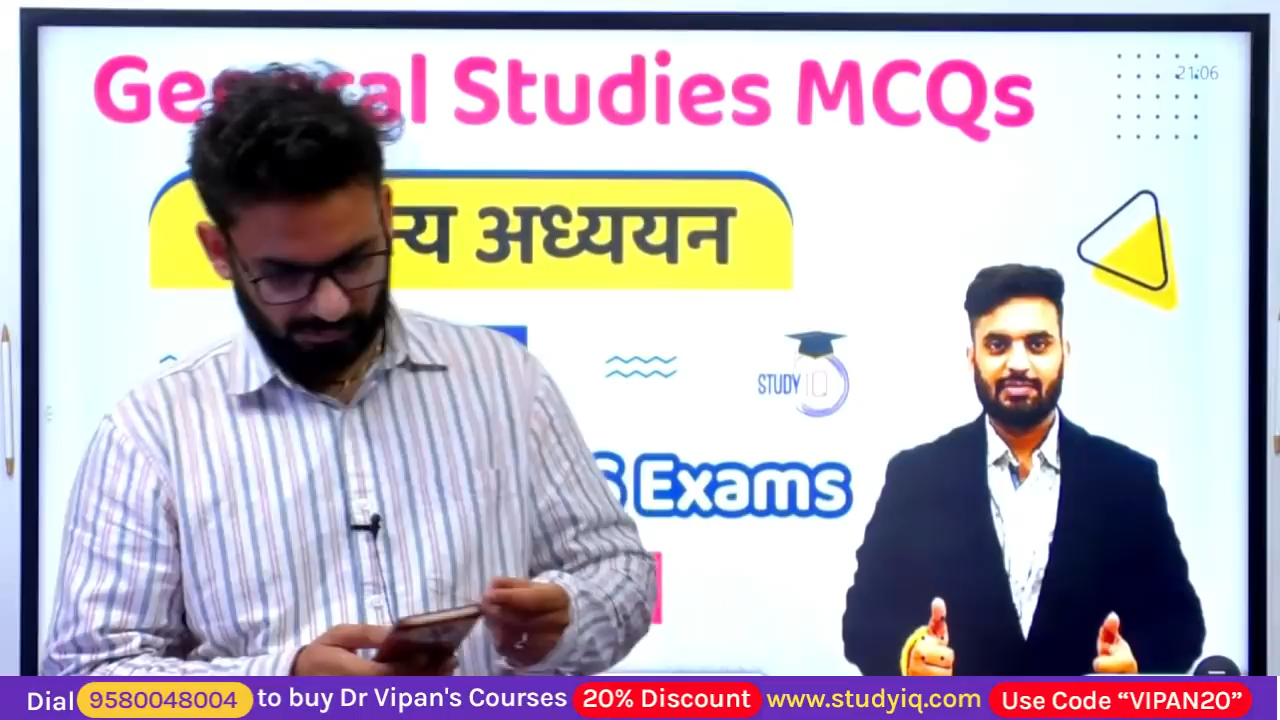 Studies MCQs
21:06
अध्ययन
STUDY IQ
Exams
Dial 9580048004 to buy Dr Vipan's Courses 20% Discount www.studyiq.com Use Code “VIPAN20”